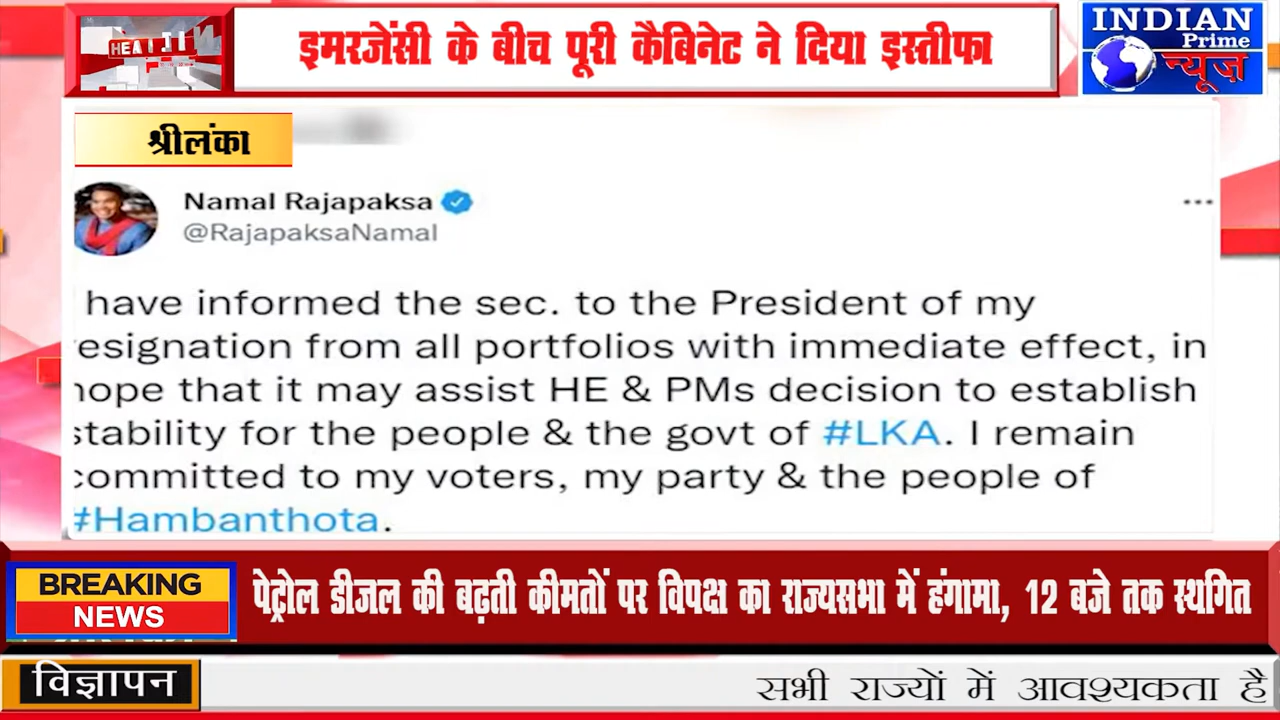 इमरजेंसी के बीच पूरी कैबिनेट ने दिया इस्तीफा
INDIAN
Prime
न्यूज़
श्रीलंका
Namal Rajapaksa
@RajapaksaNamal
have informed the sec. to the President of my
esignation from all portfolios with immediate effect, in
hope that it may assist HE & PMs decision to establish
stability for the people & the govt of #LKA. I remain
committed to my voters, my party & the people of
#Hambanthota.
BREAKING
NEWS
पेट्रोल डीजल की बढ़ती कीमतों पर विपक्ष का राज्यसभा में हंगामा, 12 बजे तक स्थगित
विज्ञापन
सभी राज्यों में आवश्यकता है